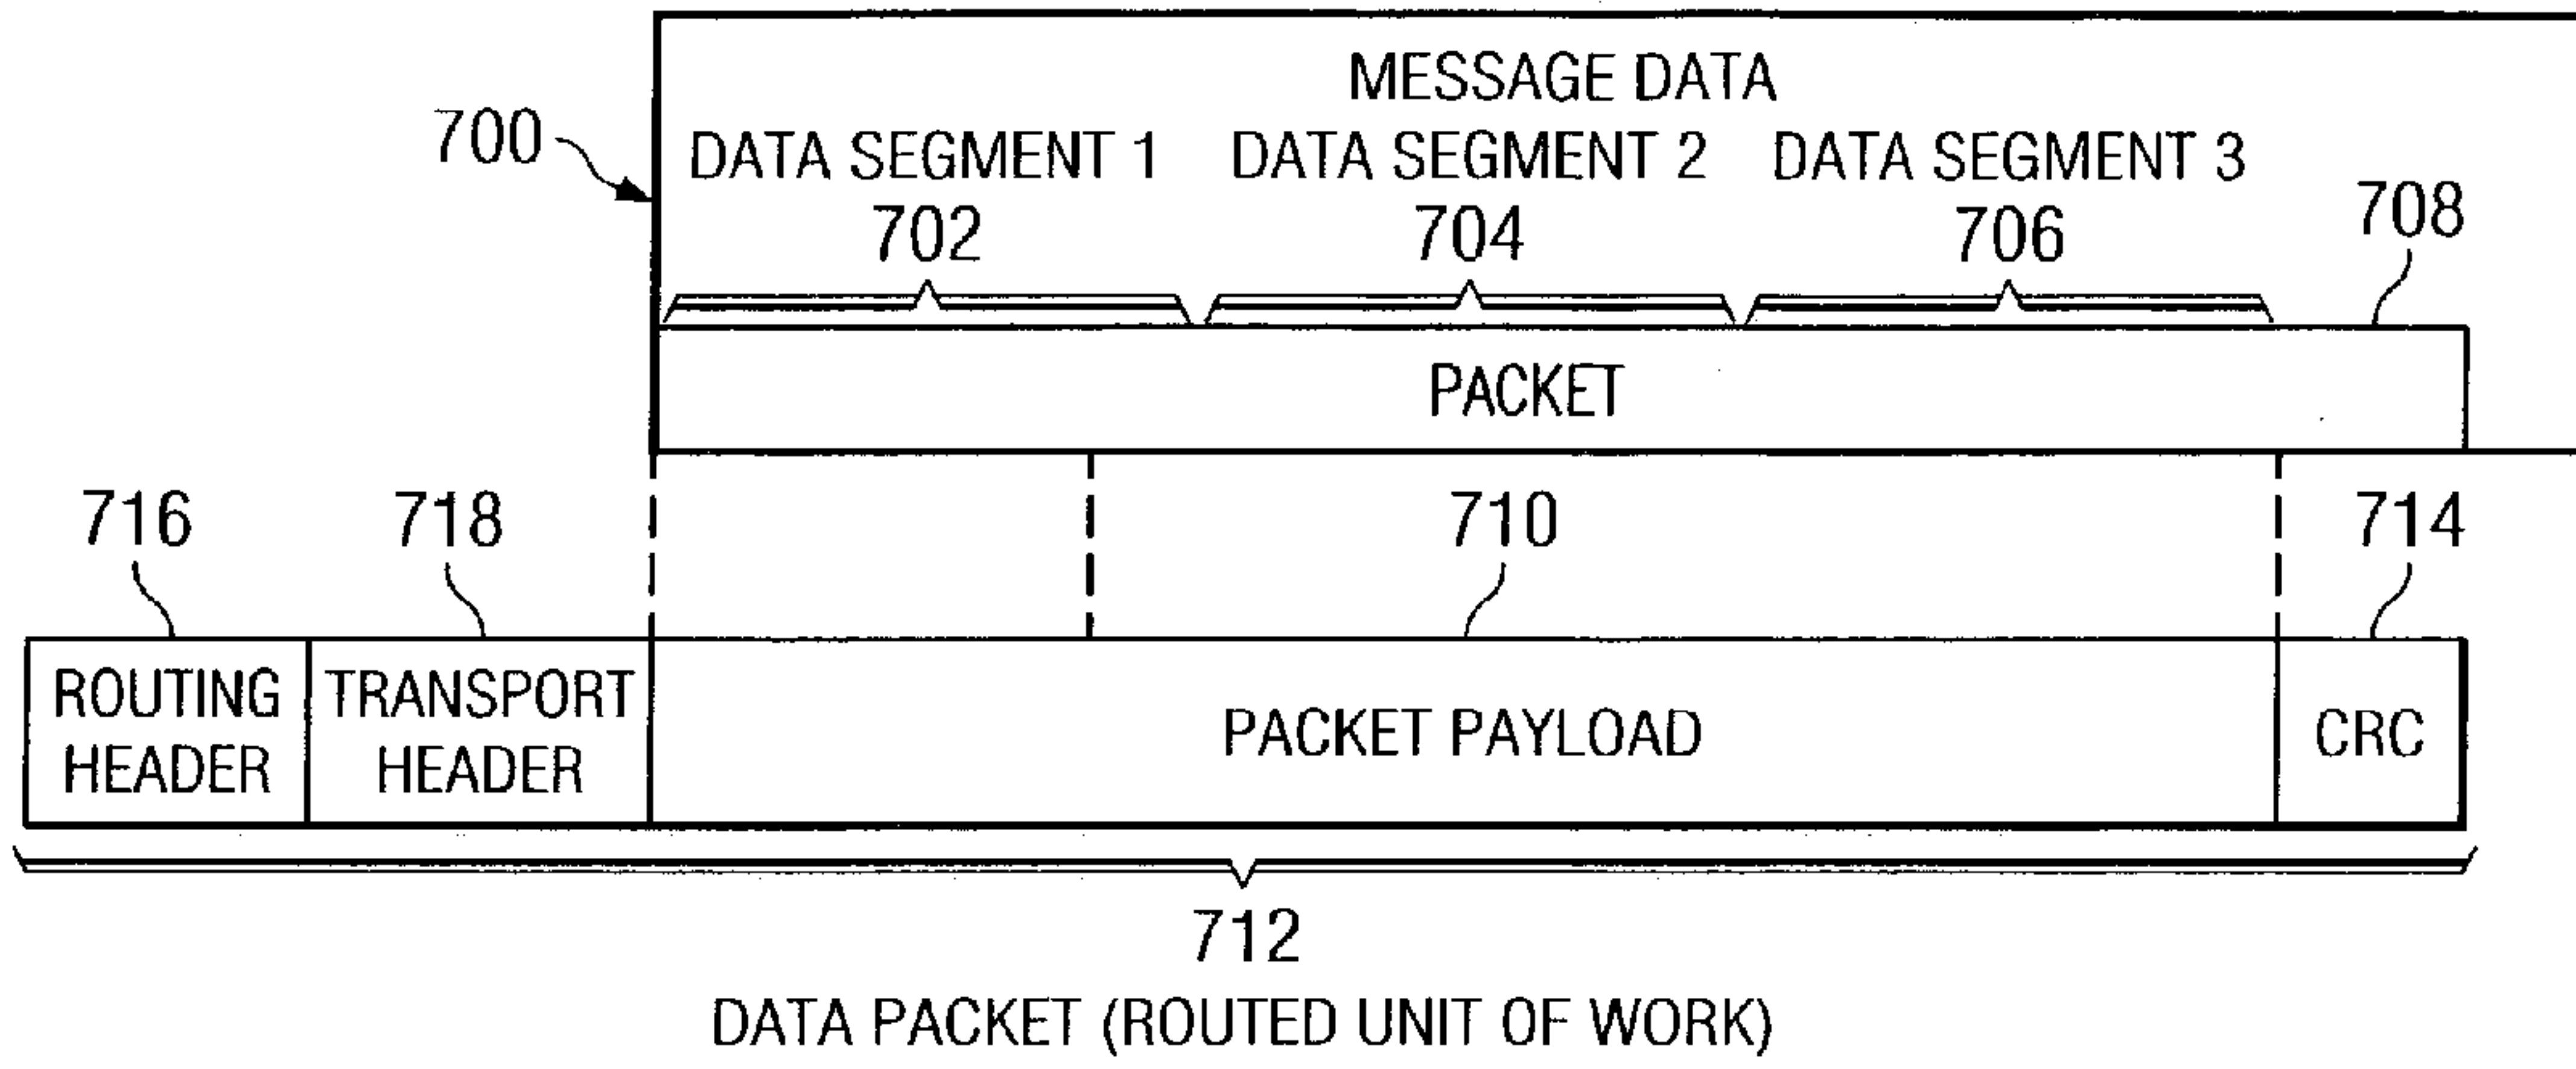 MESSAGE DATA
700
DATA SEGMENT 1 DATA SEGMENT 2 DATA SEGMENT 3
702 704 706 708
PACKET
716 718 710 714
ROUTING HEADER
TRANSPORT HEADER
PACKET PAYLOAD
CRC
712
DATA PACKET (ROUTED UNIT OF WORK)